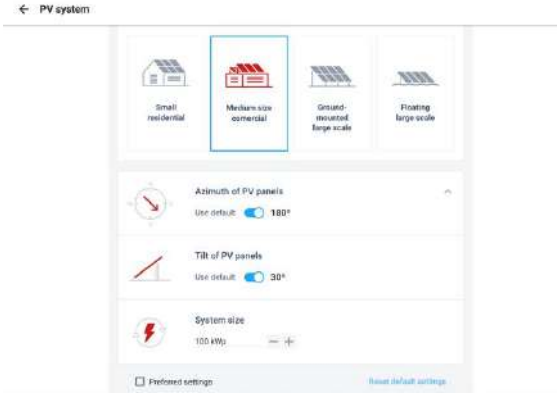 ← PV system
Small
residential
Medium size
comercial
Ground-
mounted
large scale
Floating
large scale
Azimuth of PV panels
Use default 180°
Tilt of PV panels
Use default 30°
System size
100 kWp − +
Preferred settings
Reset default settings